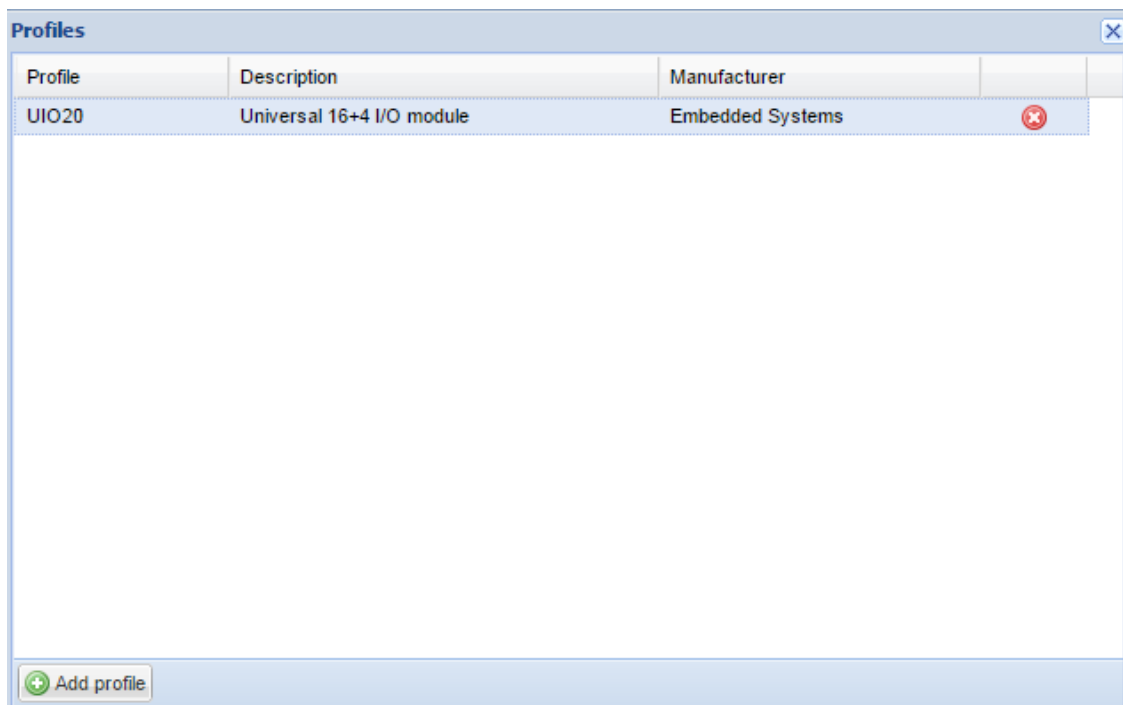 Profiles
Profile Description Manufacturer
UIO20 Universal 16+4 I/O module Embedded Systems
Add profile